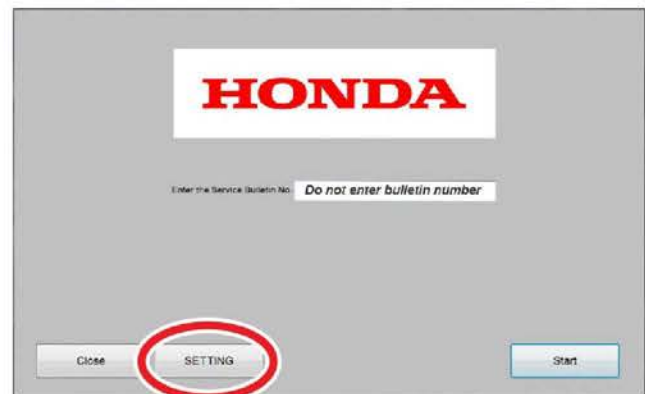 HONDA
Enter the Service Bulletin No. Do not enter bulletin number
Close SETTING Start